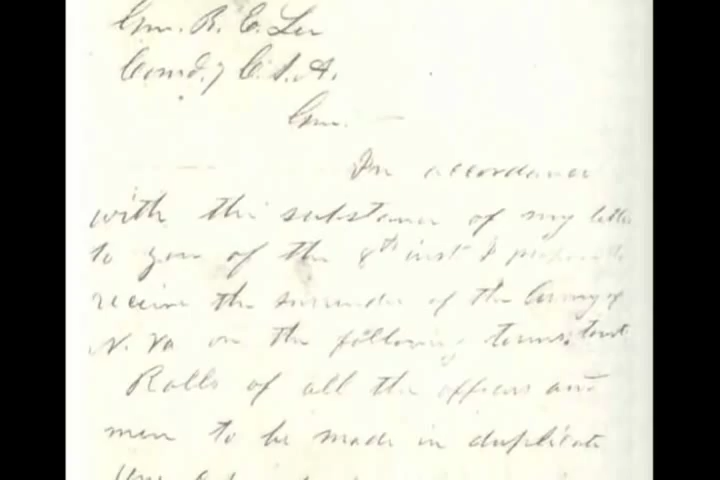 Gen. R. E. Lee
Comd.g C.S.A.
Gen.
In accordance
with the substance of my letter
to you of the 8th inst I propose to
receive the surrender of the Army of
N. Va on the following terms, to wit
Rolls of all the officers and
men to be made in duplicate
One